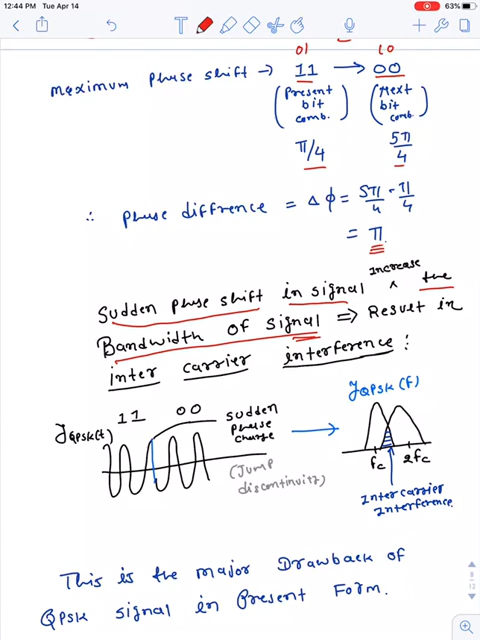 12:44 PM Tue Apr 14
63%
01 10
maximum phase shift → 11 → 00
(Present bit comb.) (Next bit comb.)
π/4 5π/4
∴ phase diffrence = Δϕ = 5π/4 - π/4
= π
Sudden phase shift in signal increase ^ the
Bandwidth of signal ⇒ Result in
inter carrier interference :
11 00 sudden phase change
𝒥QPSK(t)
(Jump discontinuity)
𝒥QPSK(f)
fc 2fc
Intercarrier
Interference
This is the major Drawback of
QPSK signal in Present Form.